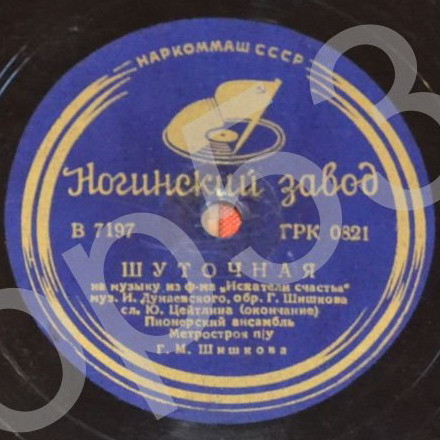 НАРКОММАШ СССР
Ногинский завод
В 7197 ГРК 0821
ШУТОЧНАЯ
на музыку из ф-ма „Искатели счастья"
муз. И. Дунаевского, обр. Г. Шишкова
сл. Ю. Цейтлина (окончание)
Пионерский ансамбль
Метростроя п/у
Г. М. Шишкова